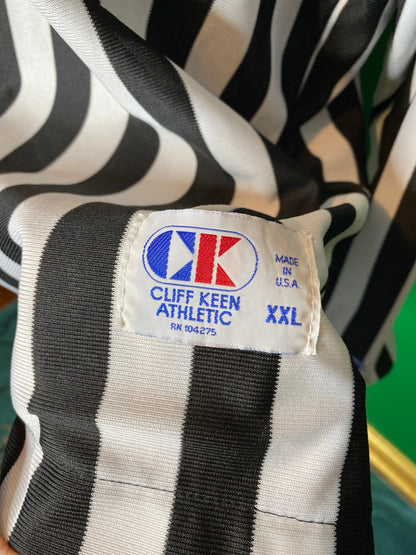 CK
MADE
IN
U.S.A.
CLIFF KEEN
ATHLETIC
XXL
RN 104275